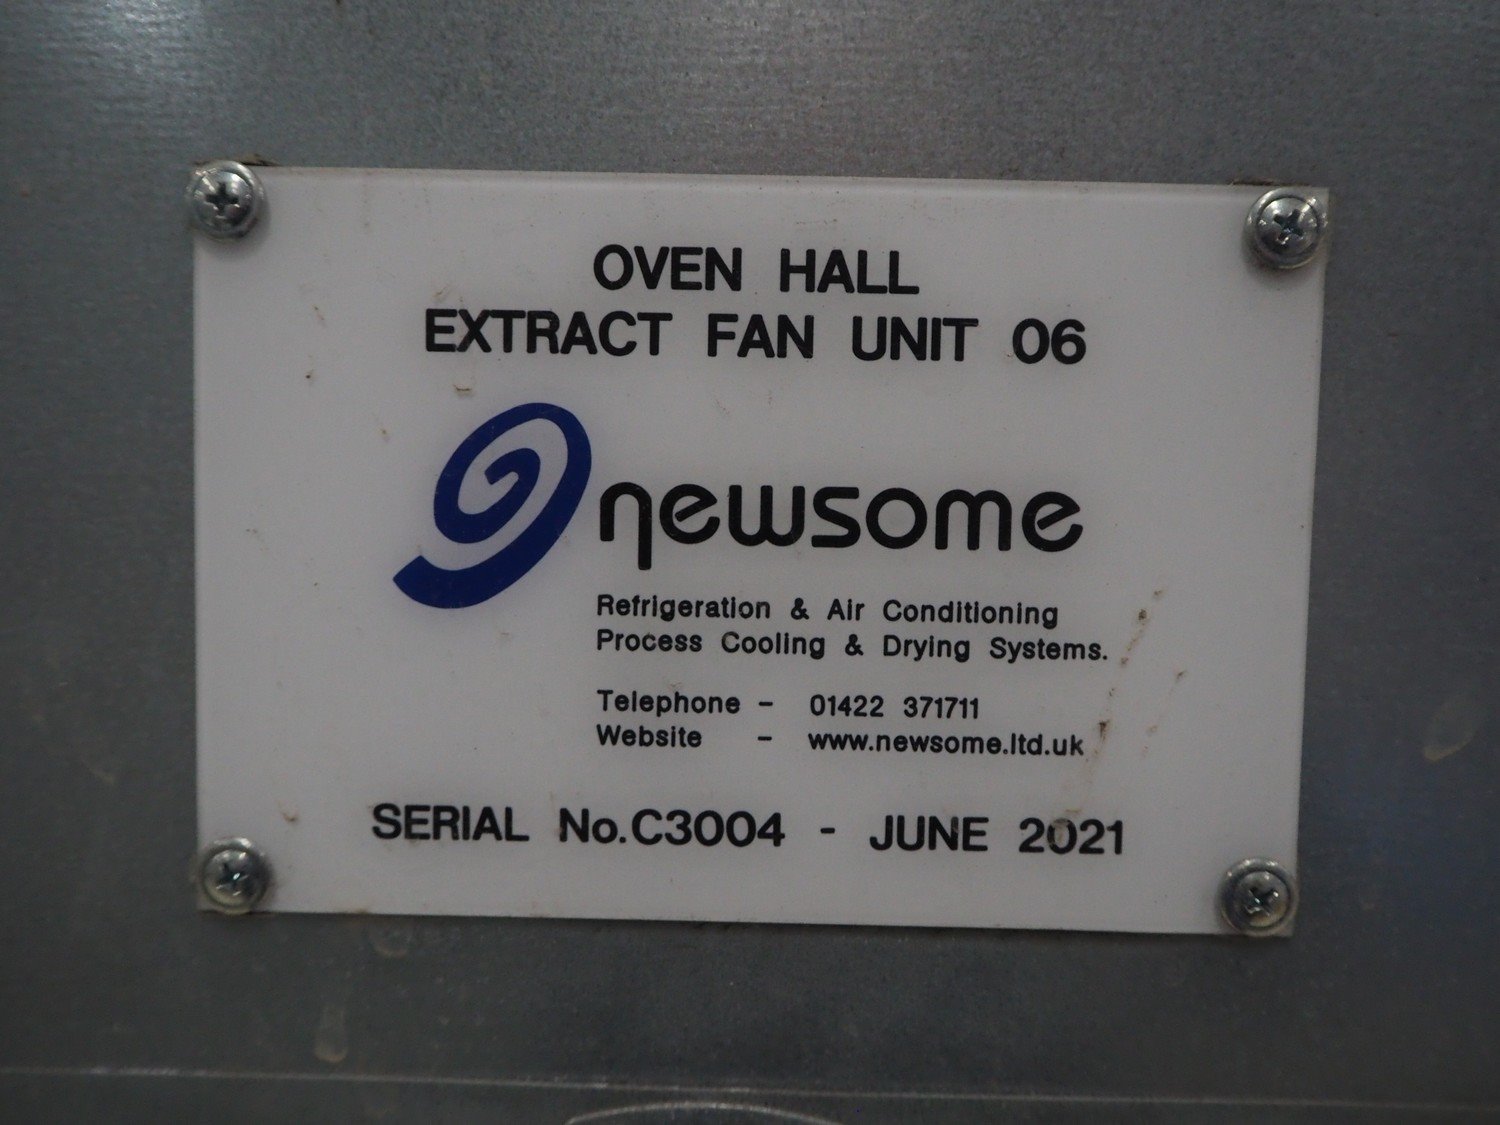 OVEN HALL
EXTRACT FAN UNIT 06
newsome
Refrigeration & Air Conditioning
Process Cooling & Drying Systems.
Telephone - 01422 371711
Website - www.newsome.ltd.uk
SERIAL No.C3004 - JUNE 2021